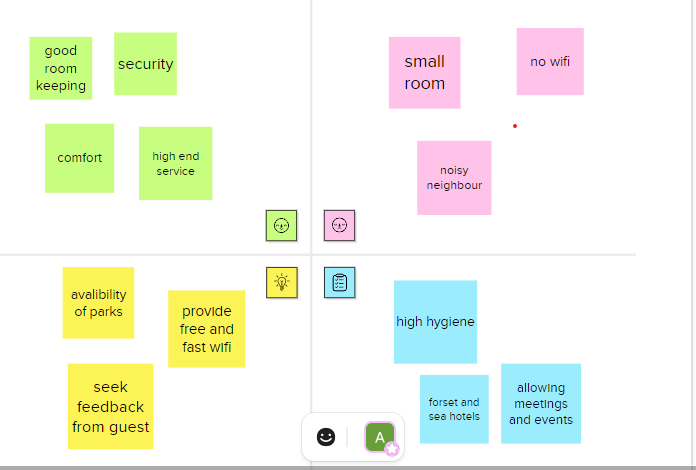 good
room
keeping
security
comfort
high end
service
small
room
no wifi
noisy
neighbour
avalibility
of parks
provide
free and
fast wifi
seek
feedback
from guest
high hygiene
forset and
sea hotels
allowing
meetings
and events
A